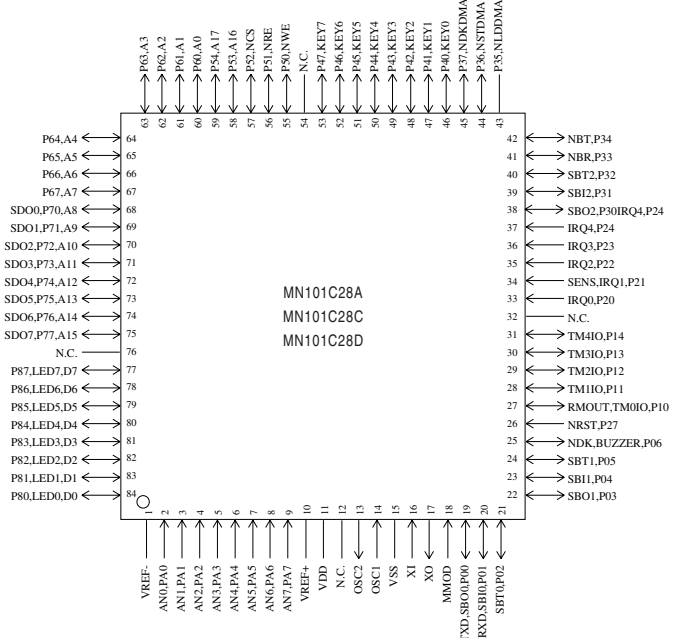 P63,A3
P62,A2
P61,A1
P60,A0
P54,A17
P53,A16
P52,NCS
P51,NRE
P50,NWE
N.C.
P47,KEY7
P46,KEY6
P45,KEY5
P44,KEY4
P43,KEY3
P42,KEY2
P41,KEY1
P40,KEY0
P37,NDKDMA
P36,NSTDMA
P35,NLDDMA
63
62
61
60
59
58
57
56
55
54
53
52
51
50
49
48
47
46
45
44
43
P64,A4 64
P65,A5 65
P66,A6 66
P67,A7 67
SDO0,P70,A8 68
SDO1,P71,A9 69
SDO2,P72,A10 70
SDO3,P73,A11 71
SDO4,P74,A12 72
SDO5,P75,A13 73
SDO6,P76,A14 74
SDO7,P77,A15 75
N.C. 76
P87,LED7,D7 77
P86,LED6,D6 78
P85,LED5,D5 79
P84,LED4,D4 80
P83,LED3,D3 81
P82,LED2,D2 82
P81,LED1,D1 83
P80,LED0,D0 84
MN101C28A
MN101C28C
MN101C28D
42 NBT,P34
41 NBR,P33
40 SBT2,P32
39 SBI2,P31
38 SBO2,P30IRQ4,P24
37 IRQ4,P24
36 IRQ3,P23
35 IRQ2,P22
34 SENS,IRQ1,P21
33 IRQ0,P20
32 N.C.
31 TM4IO,P14
30 TM3IO,P13
29 TM2IO,P12
28 TM1IO,P11
27 RMOUT,TM0IO,P10
26 NRST,P27
25 NDK,BUZZER,P06
24 SBT1,P05
23 SBI1,P04
22 SBO1,P03
1
2
3
4
5
6
7
8
9
10
11
12
13
14
15
16
17
18
19
20
21
VREF-
AN0,PA0
AN1,PA1
AN2,PA2
AN3,PA3
AN4,PA4
AN5,PA5
AN6,PA6
AN7,PA7
VREF+
VDD
N.C.
OSC2
OSC1
VSS
XI
XO
MMOD
TXD,SBO0,P00
RXD,SBI0,P01
SBT0,P02